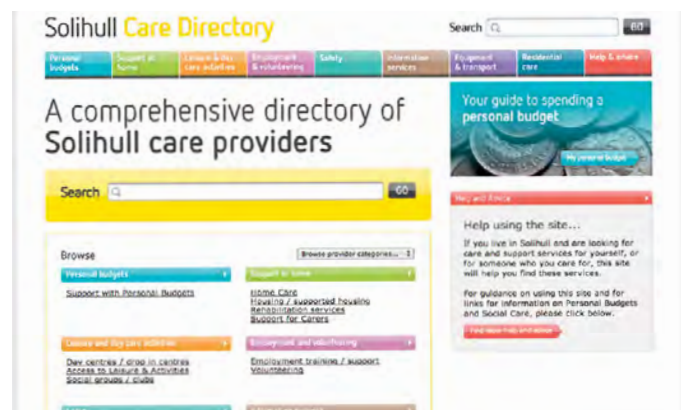 Solihull Care Directory
Search
GO
Personal budgets
Support at home
Leisure & day care activities
Employment & volunteering
Safety
Information services
Equipment & transport
Residential care
Help & advice
A comprehensive directory of
Solihull care providers
Search
GO
Your guide to spending a
personal budget
My personal budget
Help and Advice
Help using the site...
If you live in Solihull and are looking for
care and support services for yourself, or
for someone who you care for, this site
will help you find these services.
For guidance on using this site and for
links for information on Personal Budgets
and Social Care, please click below.
Find more help and advice
Browse
Browse provider categories...
Personal budgets
Support with Personal Budgets
Support at home
Home Care
Housing / supported housing
Rehabilitation services
Support for Carers
Leisure and day care activities
Day centres / drop in centres
Access to Leisure & Activities
Social groups / clubs
Employment and volunteering
Employment training / support
Volunteering